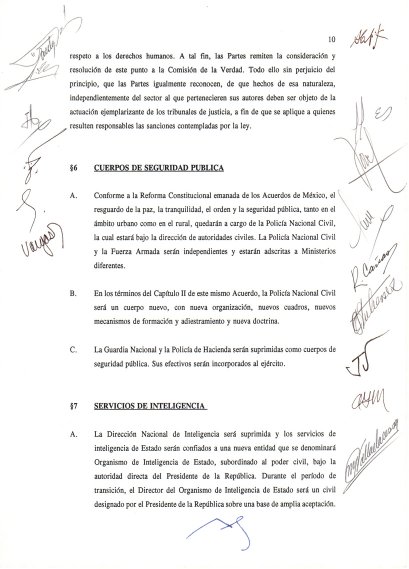 10
respeto a los derechos humanos. A tal fin, las Partes remiten la consideración y
resolución de este punto a la Comisión de la Verdad. Todo ello sin perjuicio del
principio, que las Partes igualmente reconocen, de que hechos de esa naturaleza,
independientemente del sector al que pertenecieren sus autores deben ser objeto de la
actuación ejemplarizante de los tribunales de justicia, a fin de que se aplique a quienes
resulten responsables las sanciones contempladas por la ley.
§6 CUERPOS DE SEGURIDAD PUBLICA
A. Conforme a la Reforma Constitucional emanada de los Acuerdos de México, el
resguardo de la paz, la tranquilidad, el orden y la seguridad pública, tanto en el
ámbito urbano como en el rural, quedarán a cargo de la Policía Nacional Civil,
la cual estará bajo la dirección de autoridades civiles. La Policía Nacional Civil
y la Fuerza Armada serán independientes y estarán adscritas a Ministerios
diferentes.
B. En los términos del Capítulo II de este mismo Acuerdo, la Policía Nacional Civil
será un cuerpo nuevo, con nueva organización, nuevos cuadros, nuevos
mecanismos de formación y adiestramiento y nueva doctrina.
C. La Guardia Nacional y la Policía de Hacienda serán suprimidas como cuerpos de
seguridad pública. Sus efectivos serán incorporados al ejército.
§7 SERVICIOS DE INTELIGENCIA
A. La Dirección Nacional de Inteligencia será suprimida y los servicios de
inteligencia de Estado serán confiados a una nueva entidad que se denominará
Organismo de Inteligencia de Estado, subordinado al poder civil, bajo la
autoridad directa del Presidente de la República. Durante el período de
transición, el Director del Organismo de Inteligencia de Estado será un civil
designado por el Presidente de la República sobre una base de amplia aceptación.
Vargas